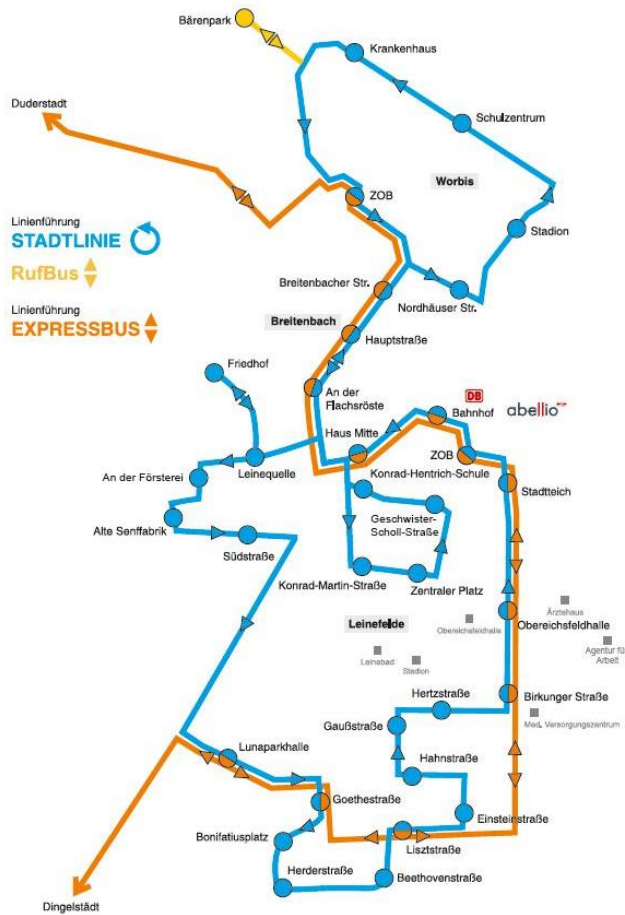 Bärenpark
Krankenhaus
Duderstadt
Schulzentrum
Worbis
ZOB
Linienführung
STADTLINIE
RufBus
Linienführung
EXPRESSBUS
Stadion
Breitenbacher Str.
Nordhäuser Str.
Breitenbach
Hauptstraße
Friedhof
An der
Flachsröste
DB
abellio
Bahnhof
Haus Mitte
ZOB
An der Försterei
Leinequelle
Konrad-Hentrich-Schule
Stadtteich
Alte Senffabrik
Geschwister-
Scholl-Straße
Südstraße
Konrad-Martin-Straße
Zentraler Platz
Ärztehaus
Leinefelde
Obereichsfeldhalle
Obereichsfeldhalle
Agentur fü
Arbeit
Leinebad
Stadion
Hertzstraße
Birkunger Straße
Gaußstraße
Med. Versorgungszentrum
Lunaparkhalle
Hahnstraße
Goethestraße
Einsteinstraße
Bonifatiusplatz
Lisztstraße
Herderstraße
Beethovenstraße
Dingelstädt